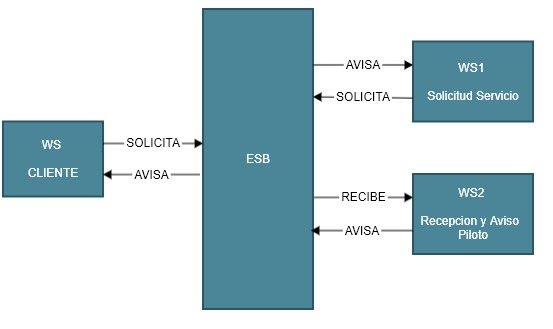 WS
CLIENTE
SOLICITA
AVISA
ESB
AVISA
SOLICITA
WS1
Solicitud Servicio
RECIBE
AVISA
WS2
Recepcion y Aviso
Piloto